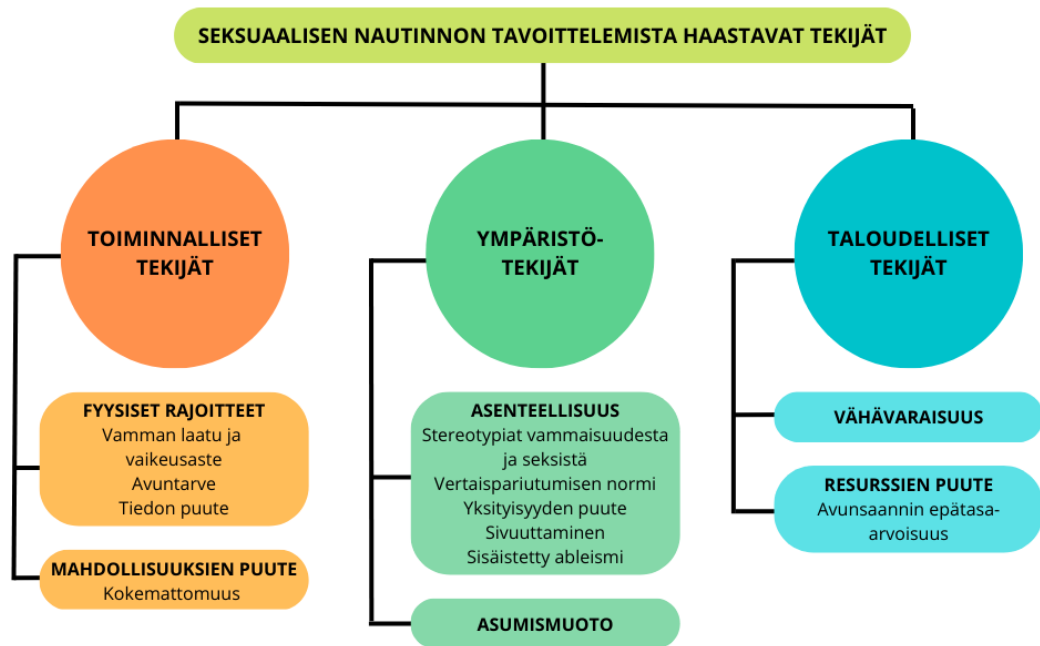 SEKSUAALISEN NAUTINNON TAVOITTELEMISTA HAASTAVAT TEKIJÄT
TOIMINNALLISET
TEKIJÄT
FYYSISET RAJOITTEET
Vamman laatu ja
vaikeusaste
Avuntarve
Tiedon puute
MAHDOLLISUUKSIEN PUUTE
Kokemattomuus
YMPÄRISTÖ-
TEKIJÄT
ASENTEELLISUUS
Stereotypiat vammaisuudesta
ja seksistä
Vertaispariutumisen normi
Yksityisyyden puute
Sivuuttaminen
Sisäistetty ableismi
ASUMISMUOTO
TALOUDELLISET
TEKIJÄT
VÄHÄVARAISUUS
RESURSSIEN PUUTE
Avunsaannin epätasa-
arvoisuus